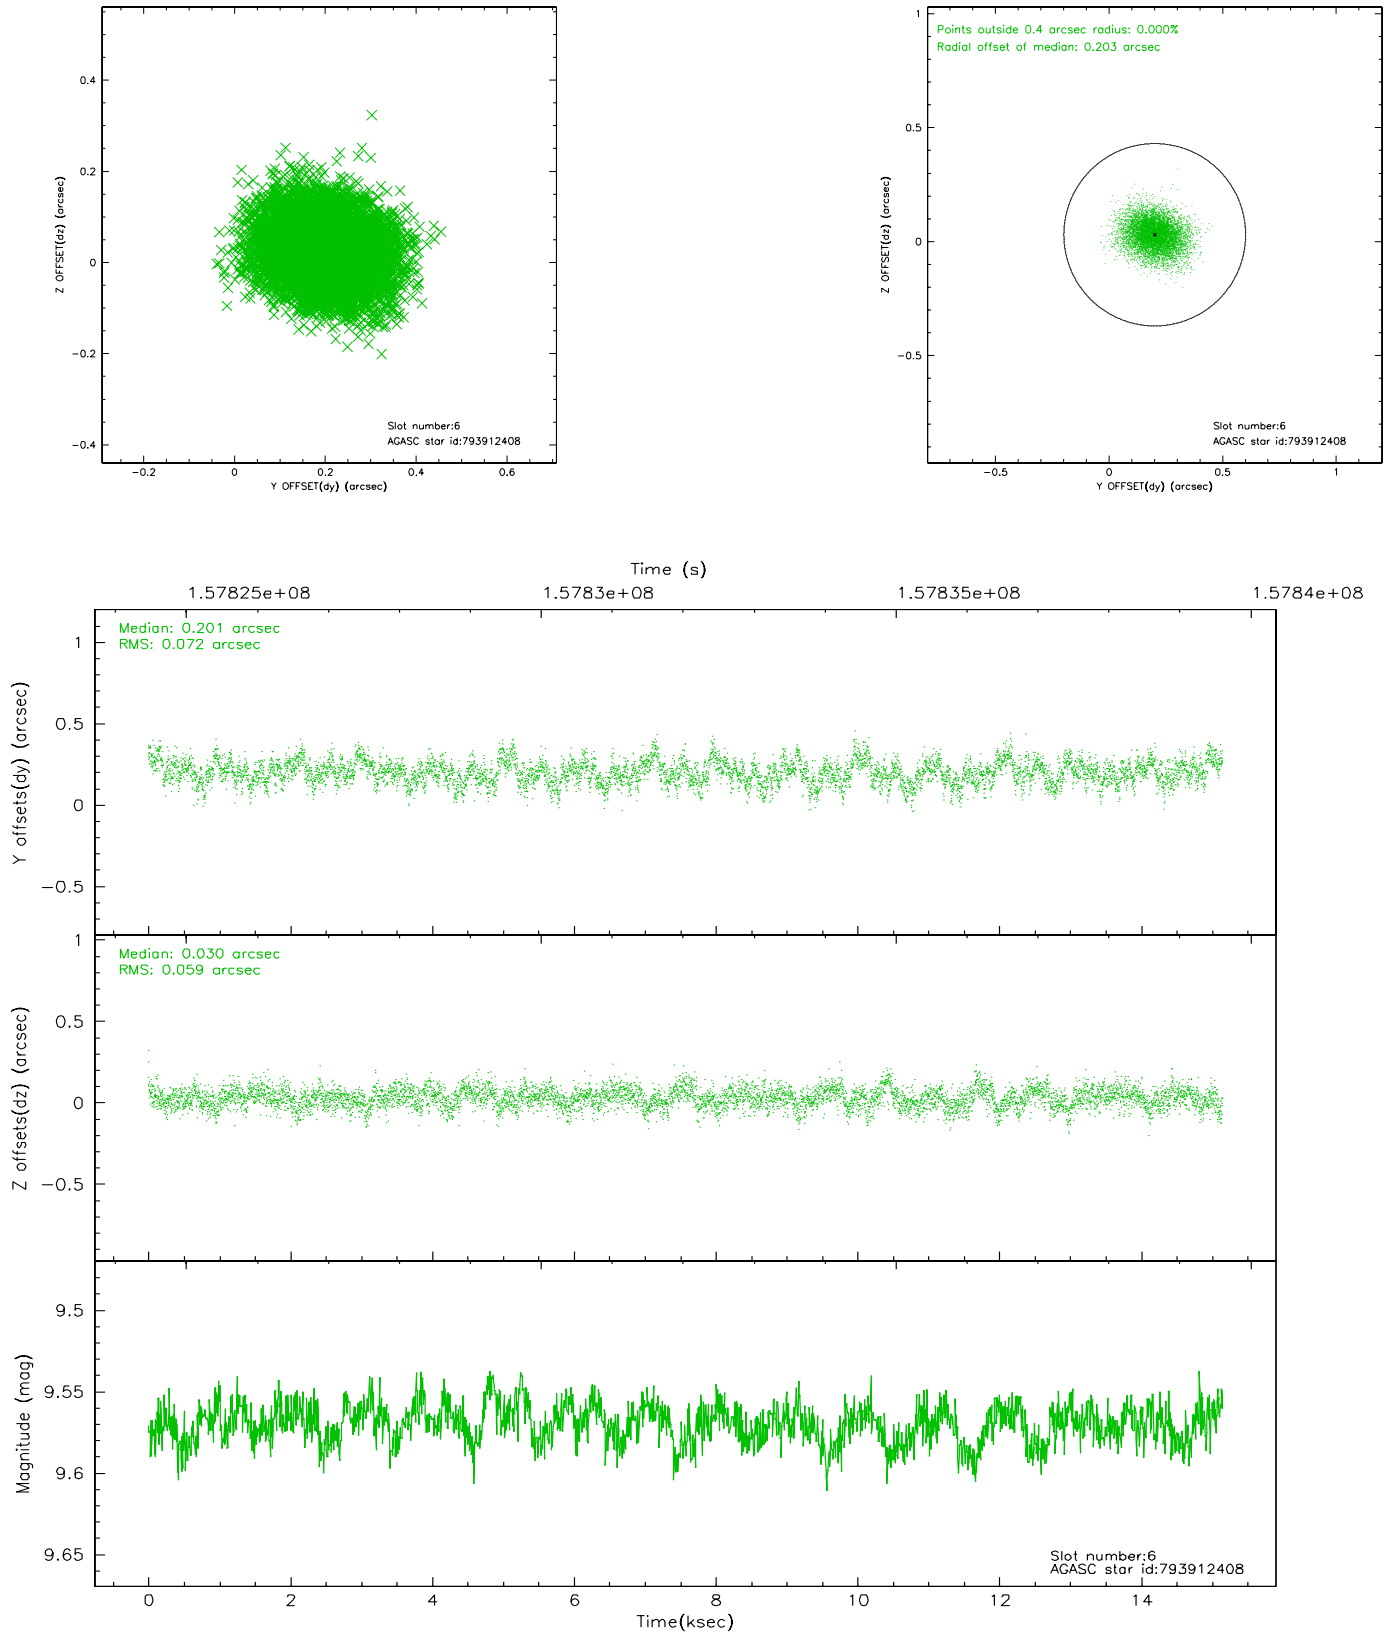 0.4
0.2
0
−0.2
−0.4
Z OFFSET(dz) (arcsec)
Slot number:6
AGASC star id:793912408
−0.2 0 0.2 0.4 0.6
Y OFFSET(dy) (arcsec)
Points outside 0.4 arcsec radius: 0.000%
Radial offset of median: 0.203 arcsec
1
0.5
0
−0.5
Z OFFSET(dz) (arcsec)
Slot number:6
AGASC star id:793912408
−0.5 0 0.5 1
Y OFFSET(dy) (arcsec)
Time (s)
1.57825e+08 1.5783e+08 1.57835e+08 1.5784e+08
Median: 0.201 arcsec
RMS: 0.072 arcsec
1
0.5
0
−0.5
Y offsets(dy) (arcsec)
Median: 0.030 arcsec
RMS: 0.059 arcsec
1
0.5
0
−0.5
Z offsets(dz) (arcsec)
9.5
9.55
9.6
9.65
Magnitude (mag)
Slot number:6
AGASC star id:793912408
0 2 4 6 8 10 12 14
Time(ksec)